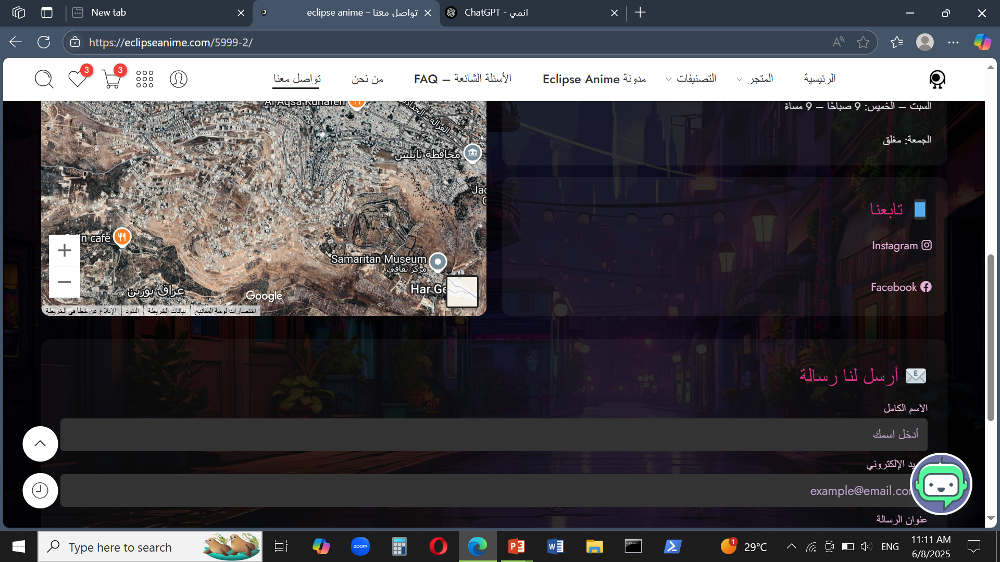 New tab
eclipse anime – تواصل معنا
ChatGPT - انمي
https://eclipseanime.com/5999-2/
3
3
الرئيسية
المتجر
التصنيفات
مدونة Eclipse Anime
الأسئلة الشائعة – FAQ
من نحن
تواصل معنا
السبت – الخميس: 9 صباحًا – 9 مساءً
الجمعة: مغلق
Al Aqsa Kunafeh
محافظة نابلس
café
Samaritan Museum
مركز ثقافي
عراق بورين
Google
اختصارات لوحة المفاتيح
بيانات الخريطة
البنود
الإبلاغ عن خطأ في الخريطة
تابعنا
Instagram
Facebook
E
أرسل لنا رسالة
الاسم الكامل
أدخل اسمك
الإلكتروني
example@email.co
عنوان الرسالة
Type here to search
zoom
1
29°C
ENG
11:11 AM
6/8/2025